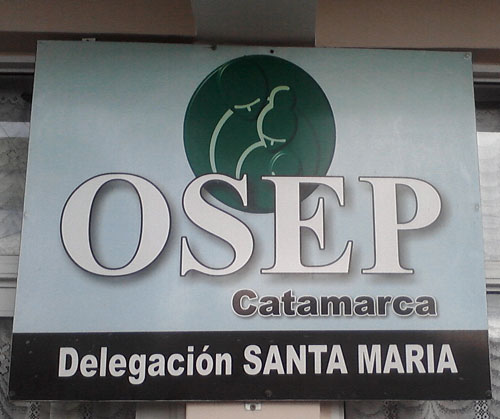 OSEP
Catamarca
Delegación SANTA MARIA